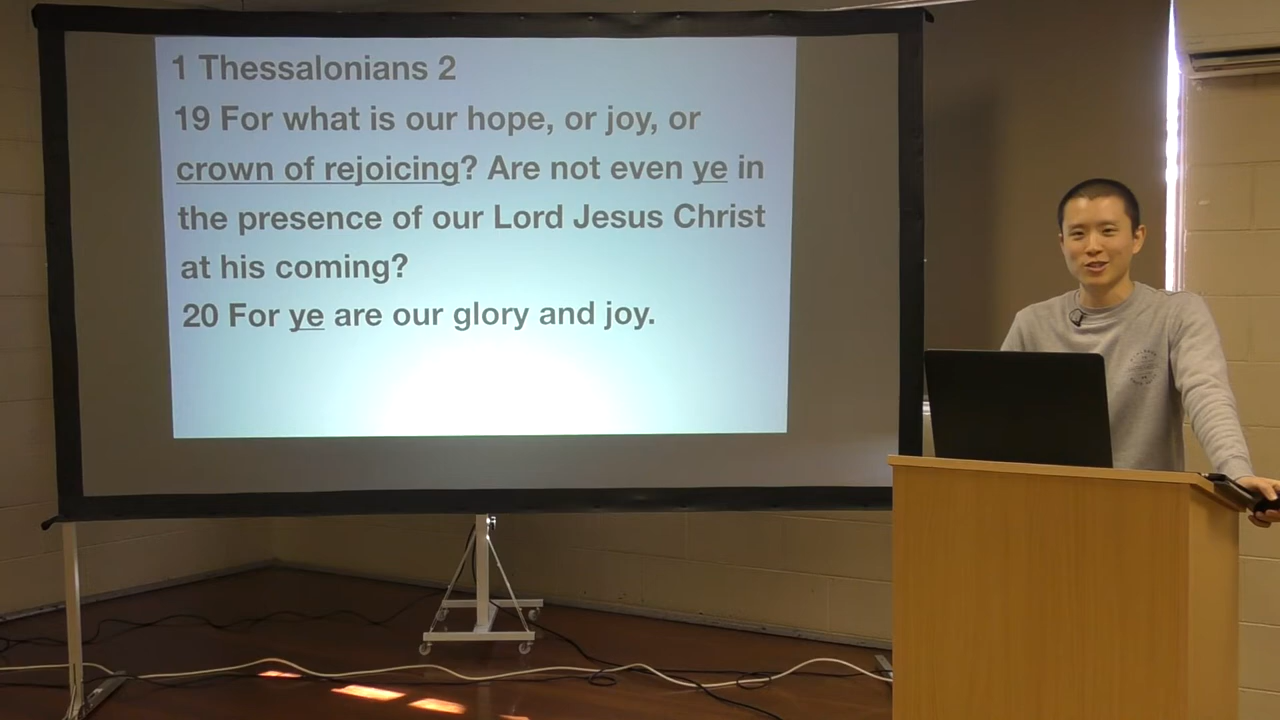 1 Thessalonians 2
19 For what is our hope, or joy, or
crown of rejoicing? Are not even ye in
the presence of our Lord Jesus Christ
at his coming?
20 For ye are our glory and joy.